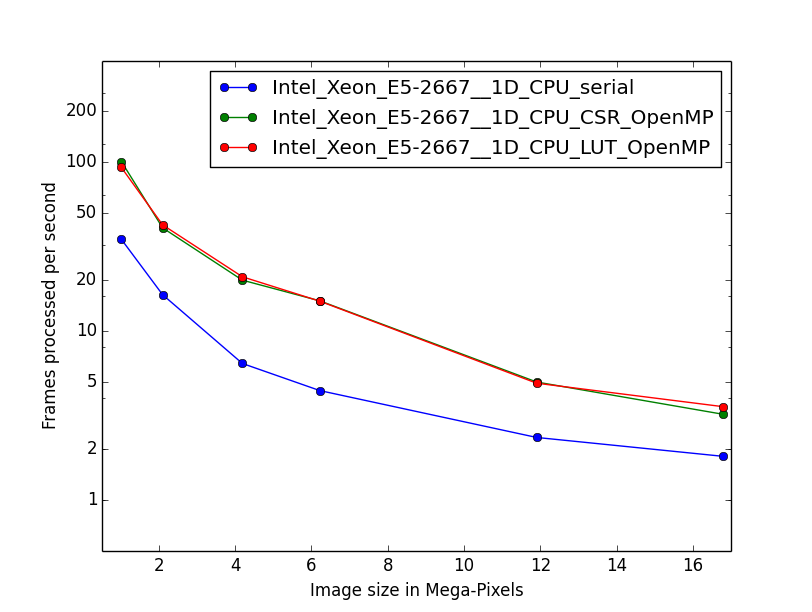 Intel_Xeon_E5-2667__1D_CPU_serial
Intel_Xeon_E5-2667__1D_CPU_CSR_OpenMP
Intel_Xeon_E5-2667__1D_CPU_LUT_OpenMP
Frames processed per second
200
100
50
20
10
5
2
1
2 4 6 8 10 12 14 16
Image size in Mega-Pixels